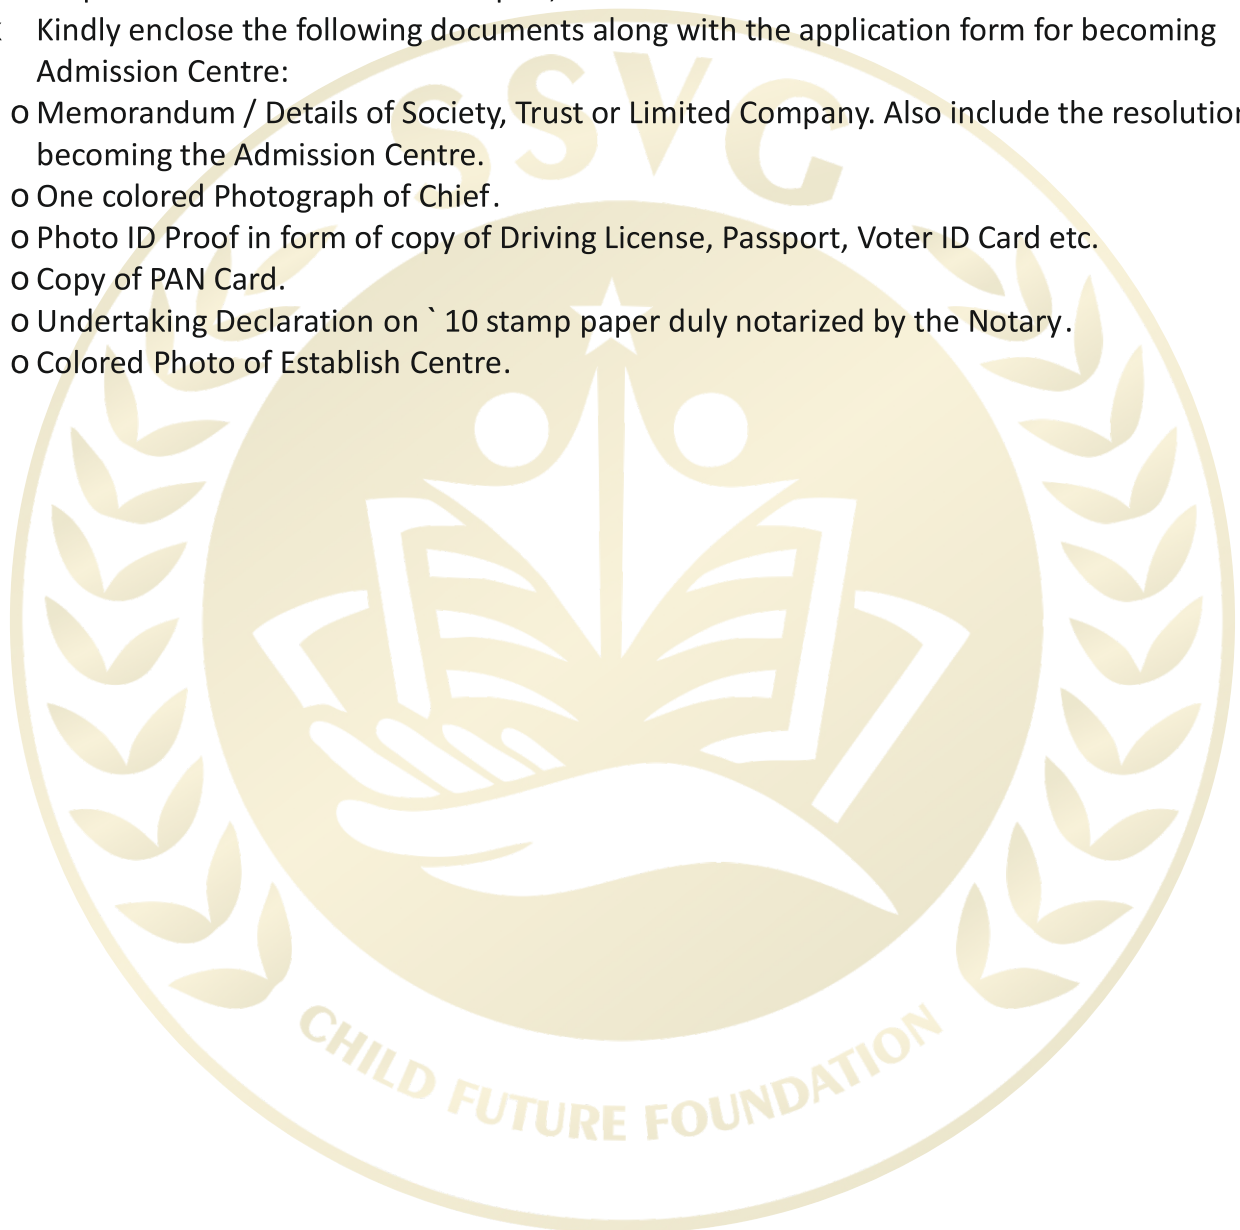 Kindly enclose the following documents along with the application form for becoming
Admission Centre:
o Memorandum / Details of Society, Trust or Limited Company. Also include the resolution
becoming the Admission Centre.
o One colored Photograph of Chief.
o Photo ID Proof in form of copy of Driving License, Passport, Voter ID Card etc.
o Copy of PAN Card.
o Undertaking Declaration on ` 10 stamp paper duly notarized by the Notary.
o Colored Photo of Establish Centre.
SSVG
CHILD FUTURE FOUNDATION